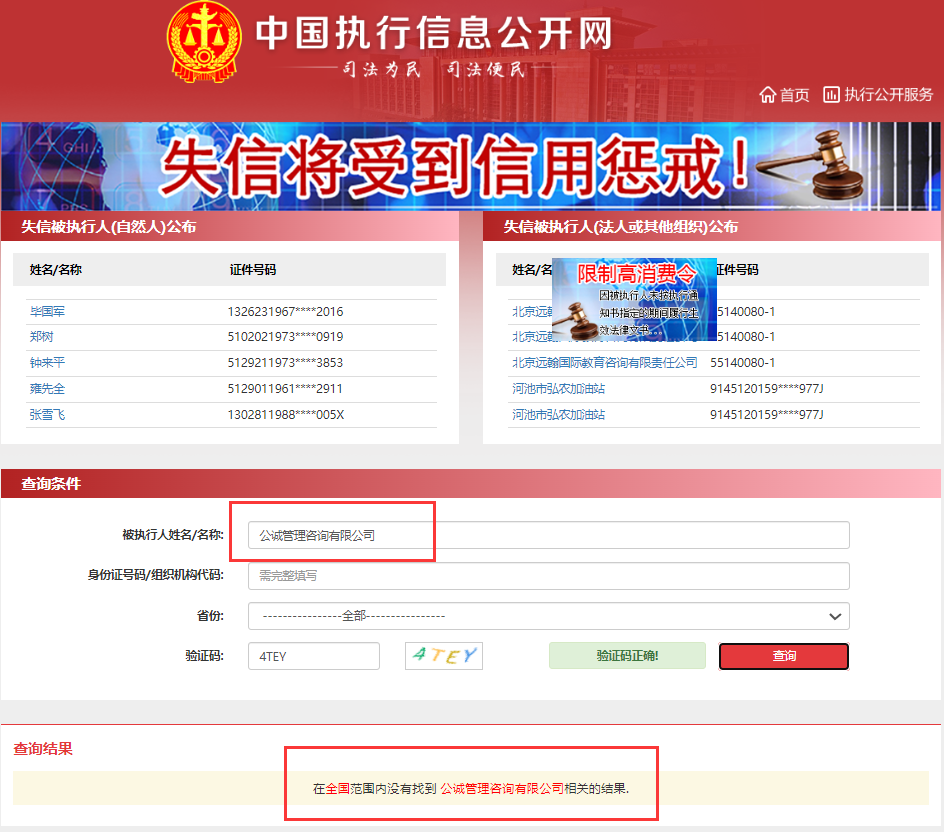 中国执行信息公开网
司法为民 司法便民
首页 执行公开服务
失信将受到信用惩戒！
失信被执行人(自然人)公布
姓名/名称 证件号码
毕国军 1326231967****2016
郑树 5102021973****0919
钟来平 5129211973****3853
雍先全 5129011961****2911
张雪飞 1302811988****005X
失信被执行人(法人或其他组织)公布
姓名/名 证件号码
北京远翰 55140080-1
北京远翰 55140080-1
北京远翰国际教育咨询有限责任公司 55140080-1
河池市弘农加油站 9145120159****977J
河池市弘农加油站 9145120159****977J
限制高消费令
因被执行人未按执行通
知书指定的期间履行生
效法律文书...
查询条件
被执行人姓名/名称: 公诚管理咨询有限公司
身份证号码/组织机构代码: 需完整填写
省份: ----------------全部----------------
验证码: 4TEY 4TEY 验证码正确! 查询
查询结果
在全国范围内没有找到 公诚管理咨询有限公司相关的结果.